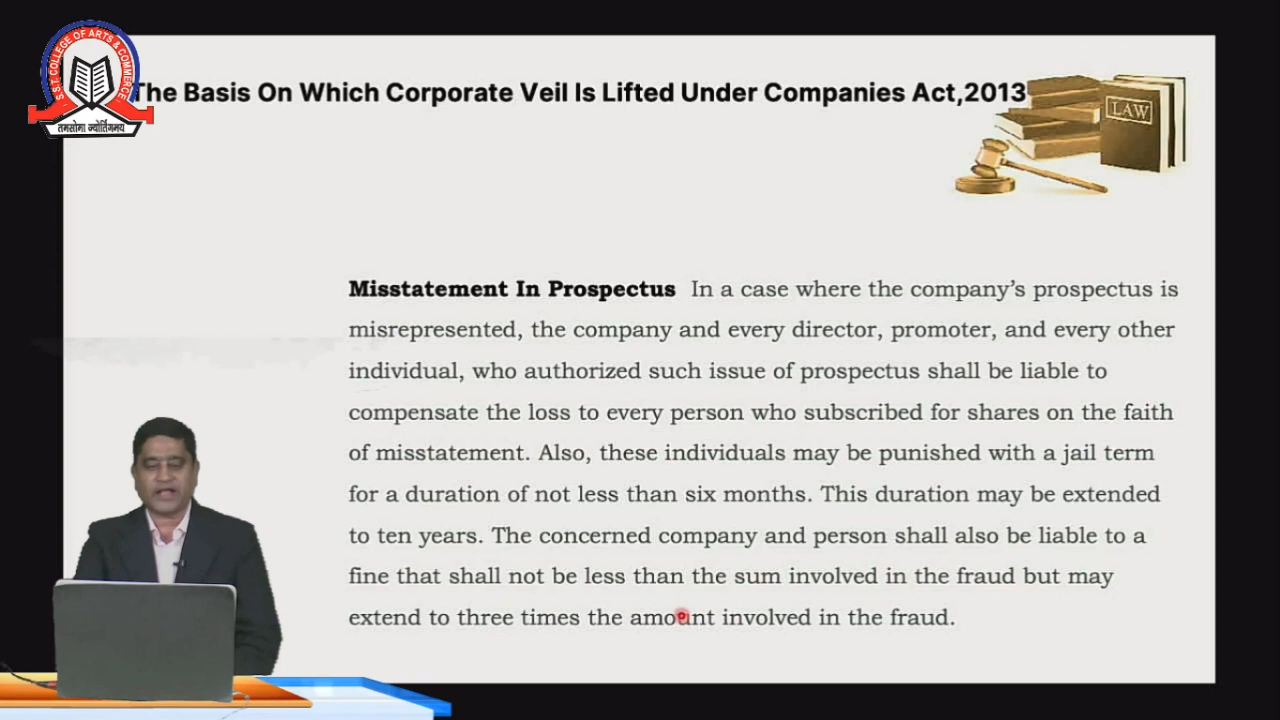 S.S.T COLLEGE OF ARTS & COMMERCE
तमसोमा ज्योर्तिगमय
The Basis On Which Corporate Veil Is Lifted Under Companies Act,2013
LAW
Misstatement In Prospectus In a case where the company's prospectus is
misrepresented, the company and every director, promoter, and every other
individual, who authorized such issue of prospectus shall be liable to
compensate the loss to every person who subscribed for shares on the faith
of misstatement. Also, these individuals may be punished with a jail term
for a duration of not less than six months. This duration may be extended
to ten years. The concerned company and person shall also be liable to a
fine that shall not be less than the sum involved in the fraud but may
extend to three times the amount involved in the fraud.